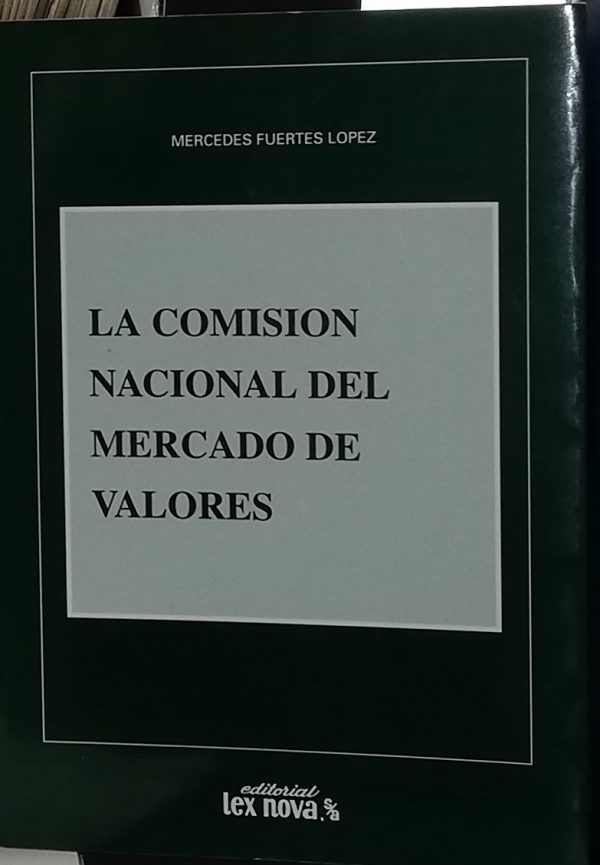 MERCEDES FUERTES LOPEZ
LA COMISION
NACIONAL DEL
MERCADO DE
VALORES
editorial
lex nova, s/a